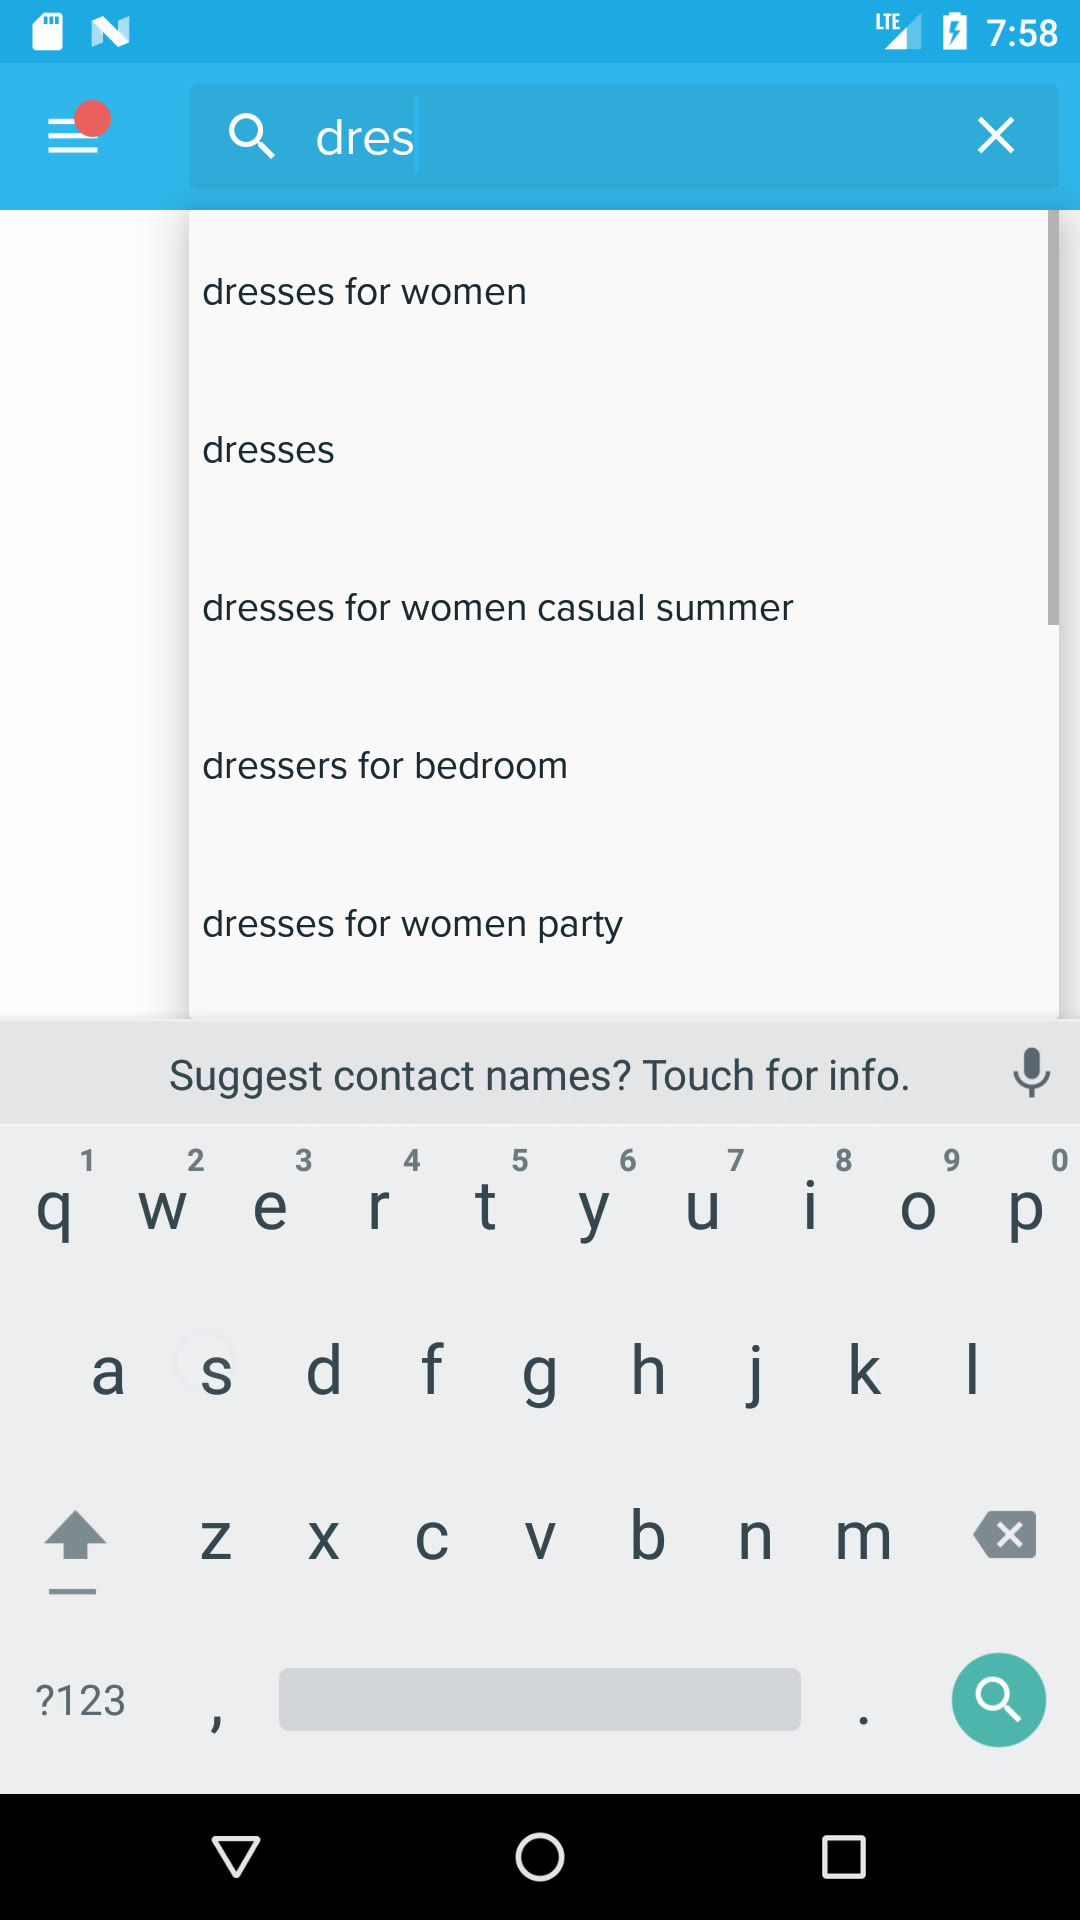 LTE 7:58
dres
dresses for women
dresses
dresses for women casual summer
dressers for bedroom
dresses for women party
Suggest contact names? Touch for info.
1 2 3 4 5 6 7 8 9 0
q w e r t y u i o p
a s d f g h j k l
z x c v b n m
?123 , .